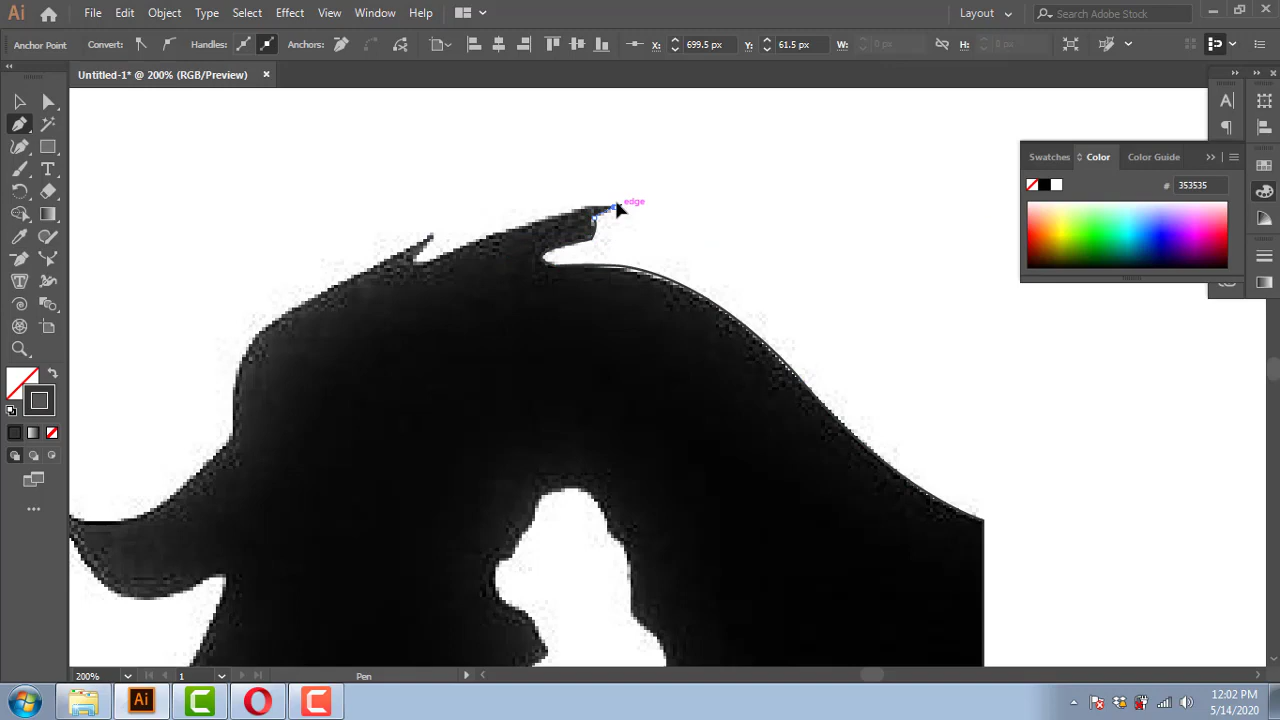 Ai File Edit Object Type Select Effect View Window Help Layout Search Adobe Stock
Anchor Point Convert: Handles: Anchors: X: 699.5 px Y: 61.5 px W: 0 px H: 0 px
Untitled-1* @ 200% (RGB/Preview)
Swatches Color Color Guide
# 353535
edge
200% 1 Pen
Ai
12:02 PM
5/14/2020